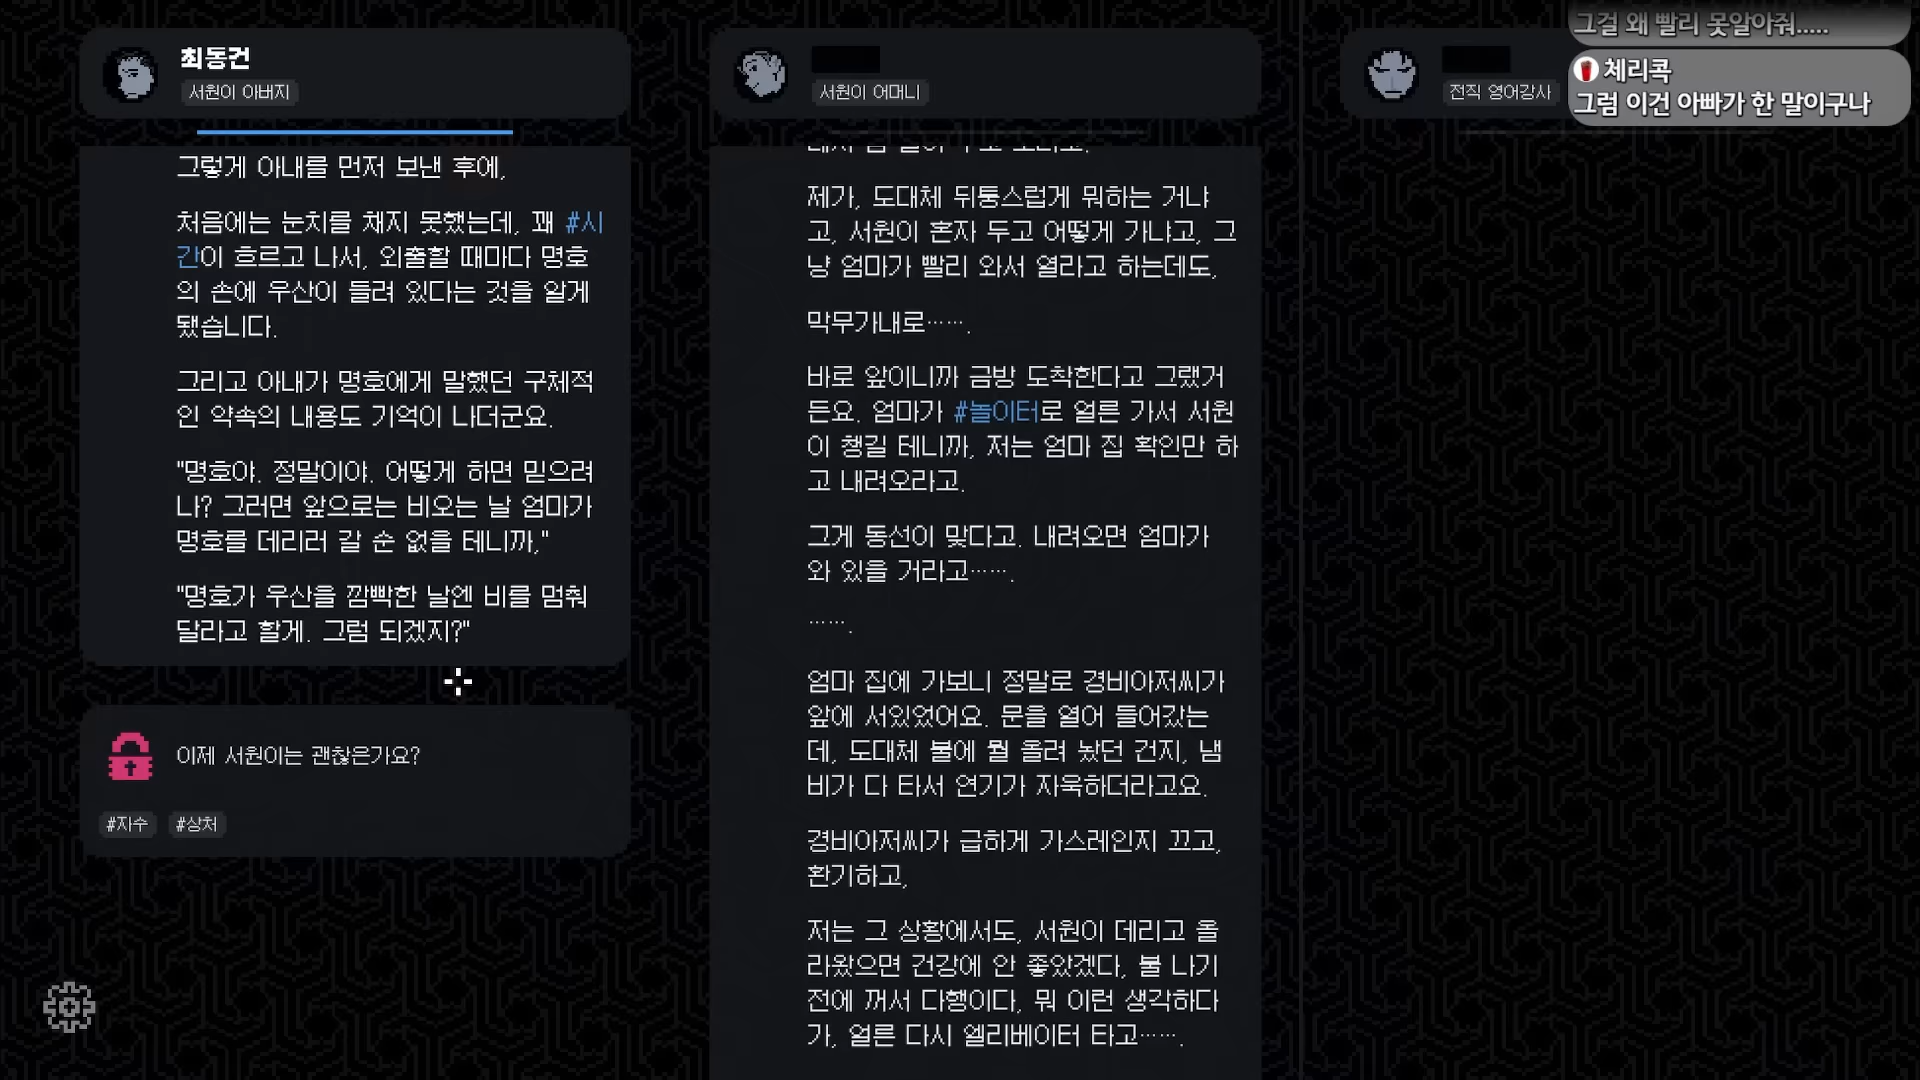 최동건
서원이 아버지
그렇게 아내를 먼저 보낸 후에,
처음에는 눈치를 채지 못했는데, 꽤 #시
간이 흐르고 나서, 외출할 때마다 명호
의 손에 우산이 들려 있다는 것을 알게
됐습니다.
그리고 아내가 명호에게 말했던 구체적
인 약속의 내용도 기억이 나더군요.
"명호야. 정말이야. 어떻게 하면 믿으려
나? 그러면 앞으로는 비오는 날 엄마가
명호를 데리러 갈 순 없을 테니까,"
"명호가 우산을 깜빡한 날엔 비를 멈춰
달라고 할게. 그럼 되겠지?"
이제 서원이는 괜찮은가요?
#자수 #상처
서원이 어머니
제가, 도대체 뒤퉁스럽게 뭐하는 거냐
고, 서원이 혼자 두고 어떻게 가냐고, 그
냥 엄마가 빨리 와서 열라고 하는데도,
막무가내로…….
바로 앞이니까 금방 도착한다고 그랬거
든요. 엄마가 #놀이터로 얼른 가서 서원
이 챙길 테니까, 저는 엄마 집 확인만 하
고 내려오라고.
그게 동선이 맞다고. 내려오면 엄마가
와 있을 거라고…….
…….
엄마 집에 가보니 정말로 경비아저씨가
앞에 서있었어요. 문을 열어 들어갔는
데, 도대체 불에 뭘 올려 놨던 건지, 냄
비가 다 타서 연기가 자욱하더라고요.
경비아저씨가 급하게 가스레인지 끄고,
환기하고,
저는 그 상황에서도, 서원이 데리고 올
라왔으면 건강에 안 좋았겠다, 불 나기
전에 꺼서 다행이다, 뭐 이런 생각하다
가, 얼른 다시 엘리베이터 타고…….
전직 영어강사
그걸 왜 빨리 못알아줘.....
체리콕
그럼 이건 아빠가 한 말이구나